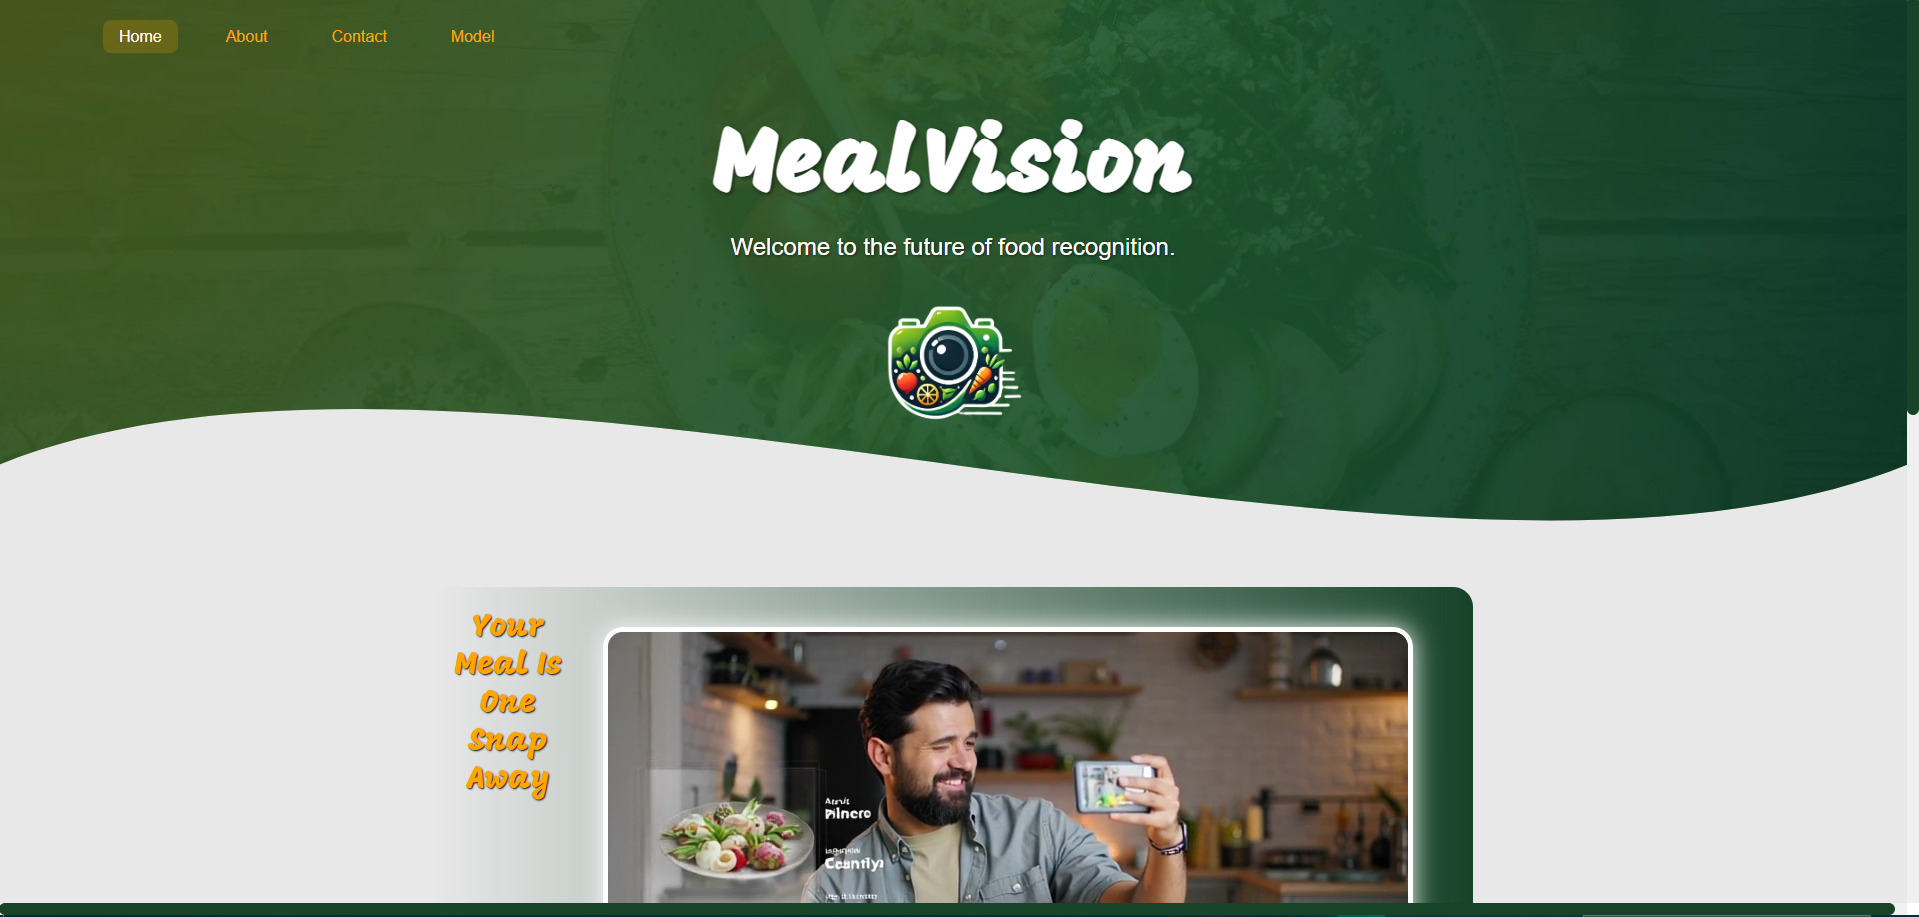 Home
About
Contact
Model
MealVision
Welcome to the future of food recognition.
Your
Meal Is
One
Snap
Away